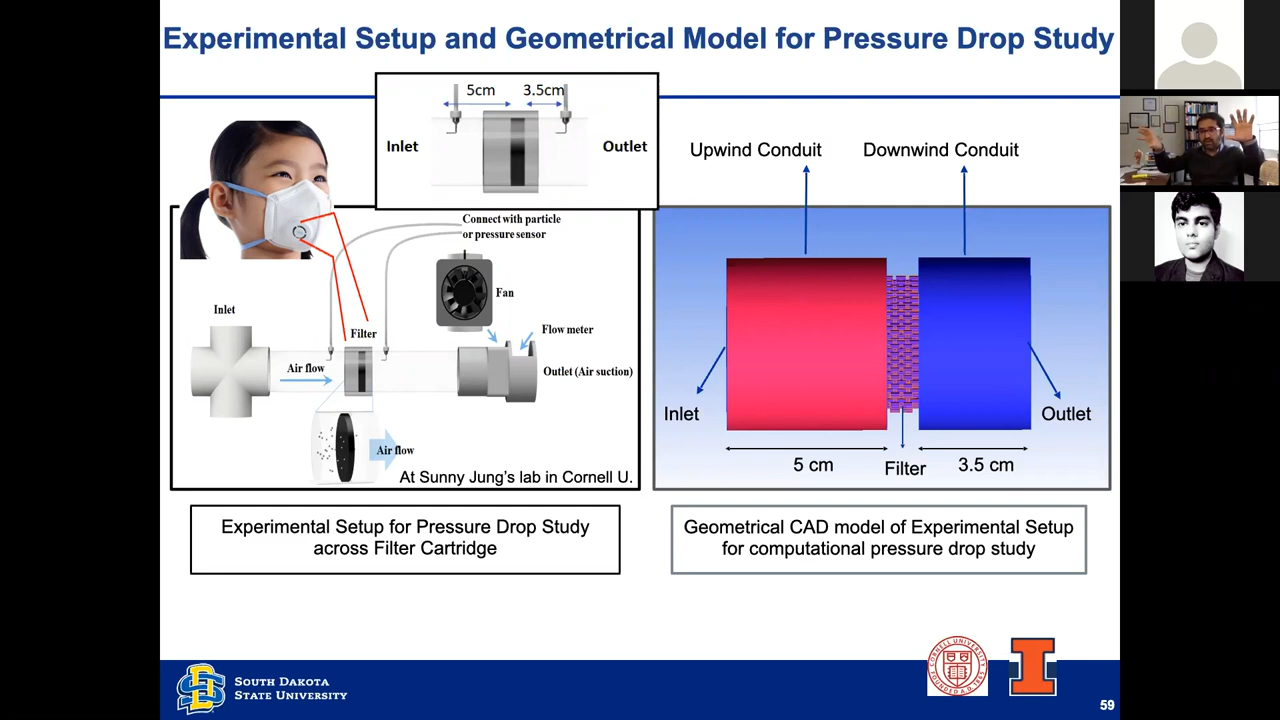 Experimental Setup and Geometrical Model for Pressure Drop Study
5cm
3.5cm
Inlet
Outlet
Connect with particle
or pressure sensor
Fan
Inlet
Filter
Flow meter
Air flow
Outlet (Air suction)
Air flow
At Sunny Jung's lab in Cornell U.
Upwind Conduit
Downwind Conduit
Inlet
Outlet
5 cm
Filter
3.5 cm
Experimental Setup for Pressure Drop Study
across Filter Cartridge
Geometrical CAD model of Experimental Setup
for computational pressure drop study
SOUTH DAKOTA
STATE UNIVERSITY
59